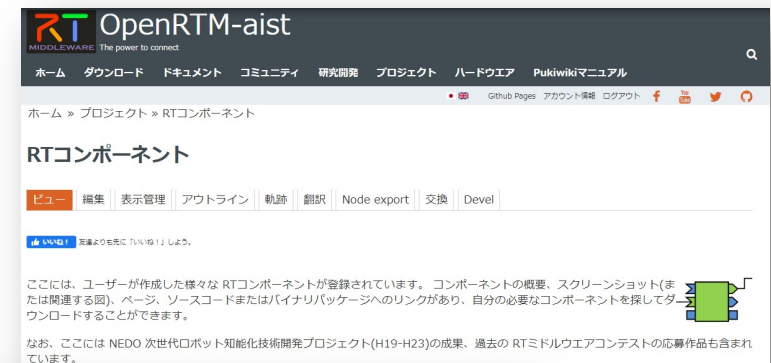 RT OpenRTM-aist
MIDDLEWARE The power to connect
ホーム ダウンロード ドキュメント コミュニティ 研究開発 プロジェクト ハードウエア Pukiwikiマニュアル
Github Pages アカウント情報 ログアウト f You Tube
ホーム » プロジェクト » RTコンポーネント
RTコンポーネント
ビュー 編集 表示管理 アウトライン 軌跡 翻訳 Node export 交換 Devel
いいね! 友達よりも先に「いいね!」しよう。
ここには、ユーザーが作成した様々な RTコンポーネントが登録されています。 コンポーネントの概要、スクリーンショット(ま
たは関連する図)、ページ、ソースコードまたはバイナリパッケージへのリンクがあり、自分の必要なコンポーネントを探してダ
ウンロードすることができます。
なお、ここには NEDO 次世代ロボット知能化技術開発プロジェクト(H19-H23)の成果、過去の RTミドルウエアコンテストの応募作品も含まれ
ています。